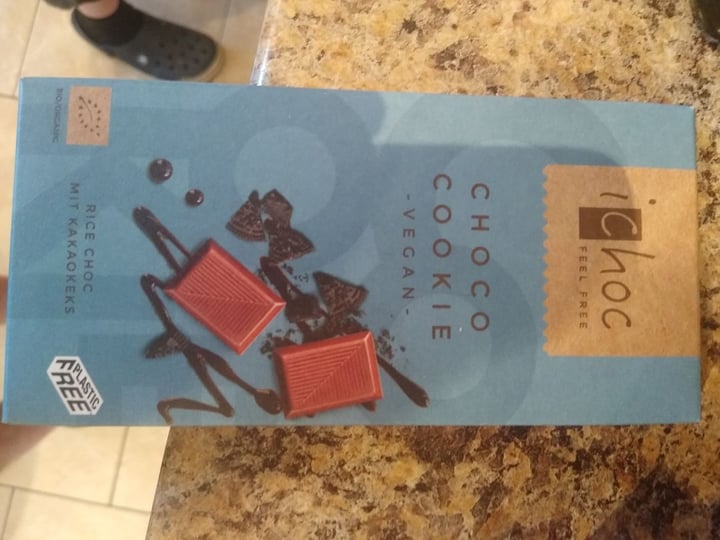 ichoc
FEEL FREE
CHOCO
COOKIE
-VEGAN-
RICE CHOC
MIT KAKAOKEKS
BIO/ORGANIC
PLASTIC
FREE